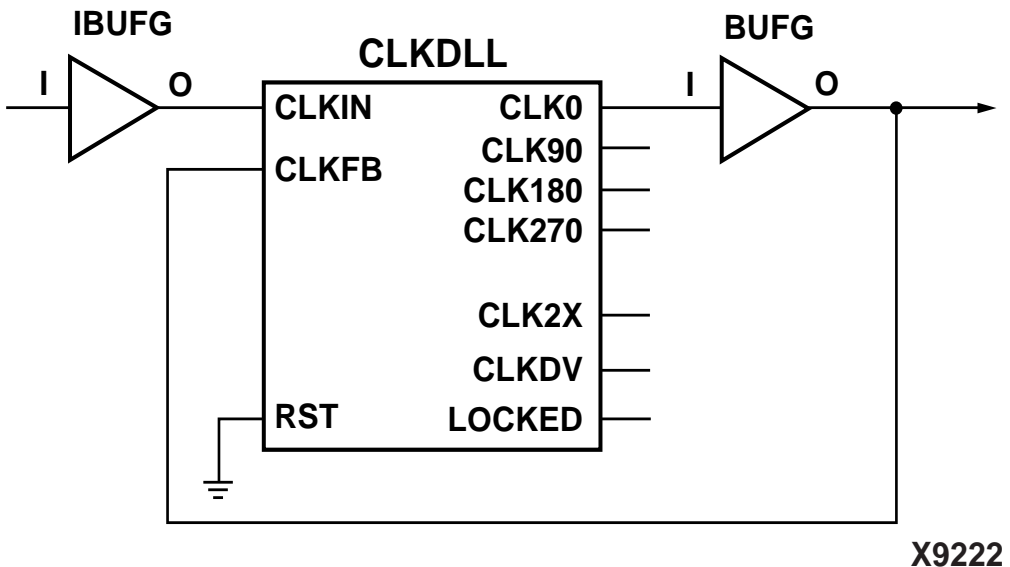 IBUFG
BUFG
CLKDLL
I
O
I
O
CLKIN
CLK0
CLK90
CLKFB
CLK180
CLK270
CLK2X
CLKDV
RST
LOCKED
X9222